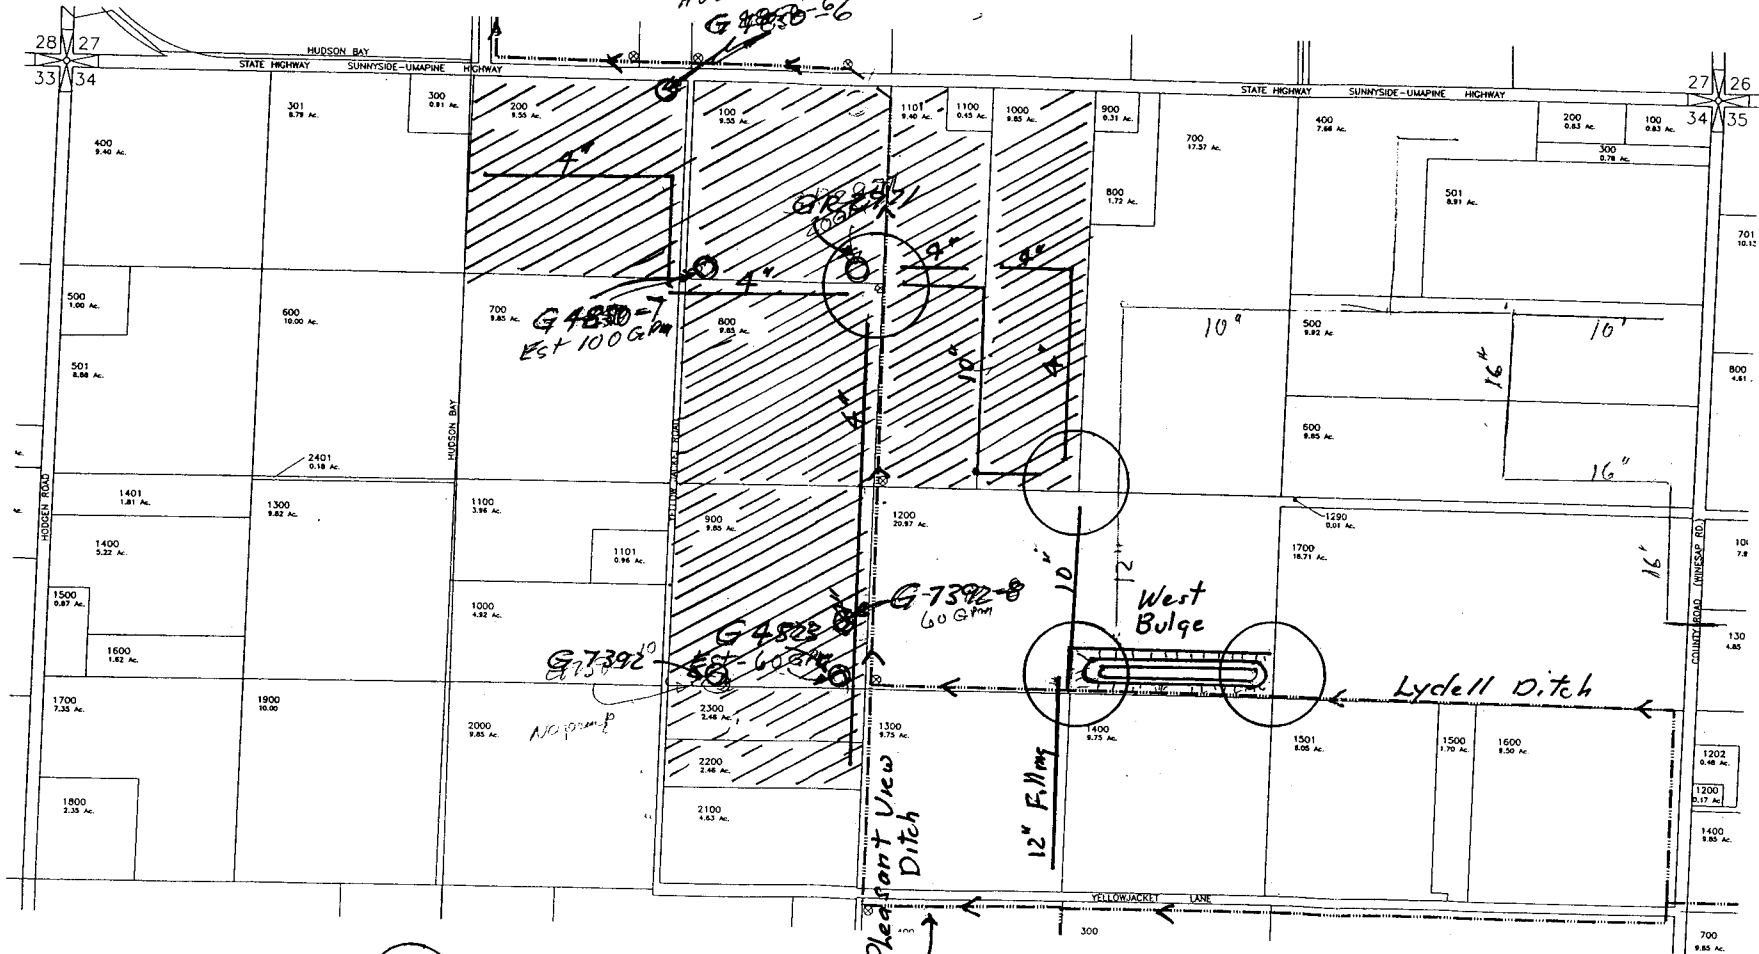 28 27
33 34
27 26
34 35
HUDSON BAY
STATE HIGHWAY SUNNYSIDE-UMAPINE HIGHWAY
STATE HIGHWAY SUNNYSIDE-UMAPINE HIGHWAY
301
8.79 Ac.
300
0.91 Ac.
200
9.55 Ac.
100
9.55 Ac.
1101
9.40 Ac.
1100
0.45 Ac.
1000
9.85 Ac.
900
0.31 Ac.
700
17.57 Ac.
400
7.66 Ac.
200
0.83 Ac.
100
0.83 Ac.
300
0.78 Ac.
400
9.40 Ac.
4"
800
1.72 Ac.
501
8.91 Ac.
701
4"
4"
4"
500
1.00 Ac.
600
10.00 Ac.
700
9.85 Ac.
G 4850-7
Est 100 Gpm
800
9.85 Ac.
10"
4"
10"
500
9.92 Ac.
16"
10'
501
8.88 Ac.
800
4.61
600
9.85 Ac.
HUDSON BAY
HODGEN ROAD
2401
0.18 Ac.
16"
1401
1.81 Ac.
1300
9.82 Ac.
1100
3.96 Ac.
900
9.85 Ac.
1200
20.97 Ac.
1290
0.01 Ac.
1400
5.22 Ac.
1101
0.96 Ac.
10"
12"
1700
18.71 Ac.
16"
COUNTY ROAD (WINESAP RD.)
1500
0.87 Ac.
1000
4.92 Ac.
G-7392-8
60 Gpm
West
Bulge
1600
1.62 Ac.
G 4823
Est-60 Gpm
G 7392
130
4.85
Lydell Ditch
1700
7.35 Ac.
1900
10.00
2000
9.85 Ac.
No pump
2300
2.46 Ac.
1300
9.75 Ac.
1400
9.75 Ac.
1501
8.05 Ac.
1500
1.70 Ac.
1600
8.50 Ac.
2200
2.46 Ac.
1202
0.48 Ac.
1800
2.35 Ac.
2100
4.63 Ac.
Pheasant View
Ditch
12" Filling
1200
0.17 Ac.
1400
9.85 Ac.
YELLOWJACKET LANE
300
700
9.85 Ac.